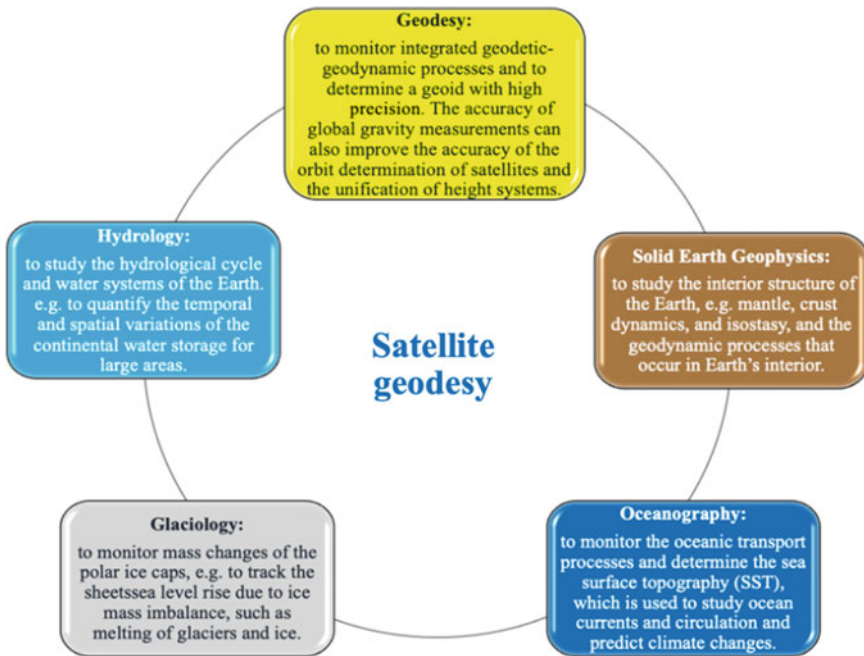 Geodesy:
to monitor integrated geodetic-
geodynamic processes and to
determine a geoid with high
precision. The accuracy of
global gravity measurements can
also improve the accuracy of the
orbit determination of satellites and
the unification of height systems.
Hydrology:
to study the hydrological cycle
and water systems of the Earth.
e.g. to quantify the temporal
and spatial variations of the
continental water storage for
large areas.
Solid Earth Geophysics:
to study the interior structure of
the Earth, e.g. mantle, crust
dynamics, and isostasy, and the
geodynamic processes that
occur in Earth's interior.
Satellite
geodesy
Glaciology:
to monitor mass changes of the
polar ice caps, e.g. to track the
sheetssea level rise due to ice
mass imbalance, such as
melting of glaciers and ice.
Oceanography:
to monitor the oceanic transport
processes and determine the sea
surface topography (SST),
which is used to study ocean
currents and circulation and
predict climate changes.